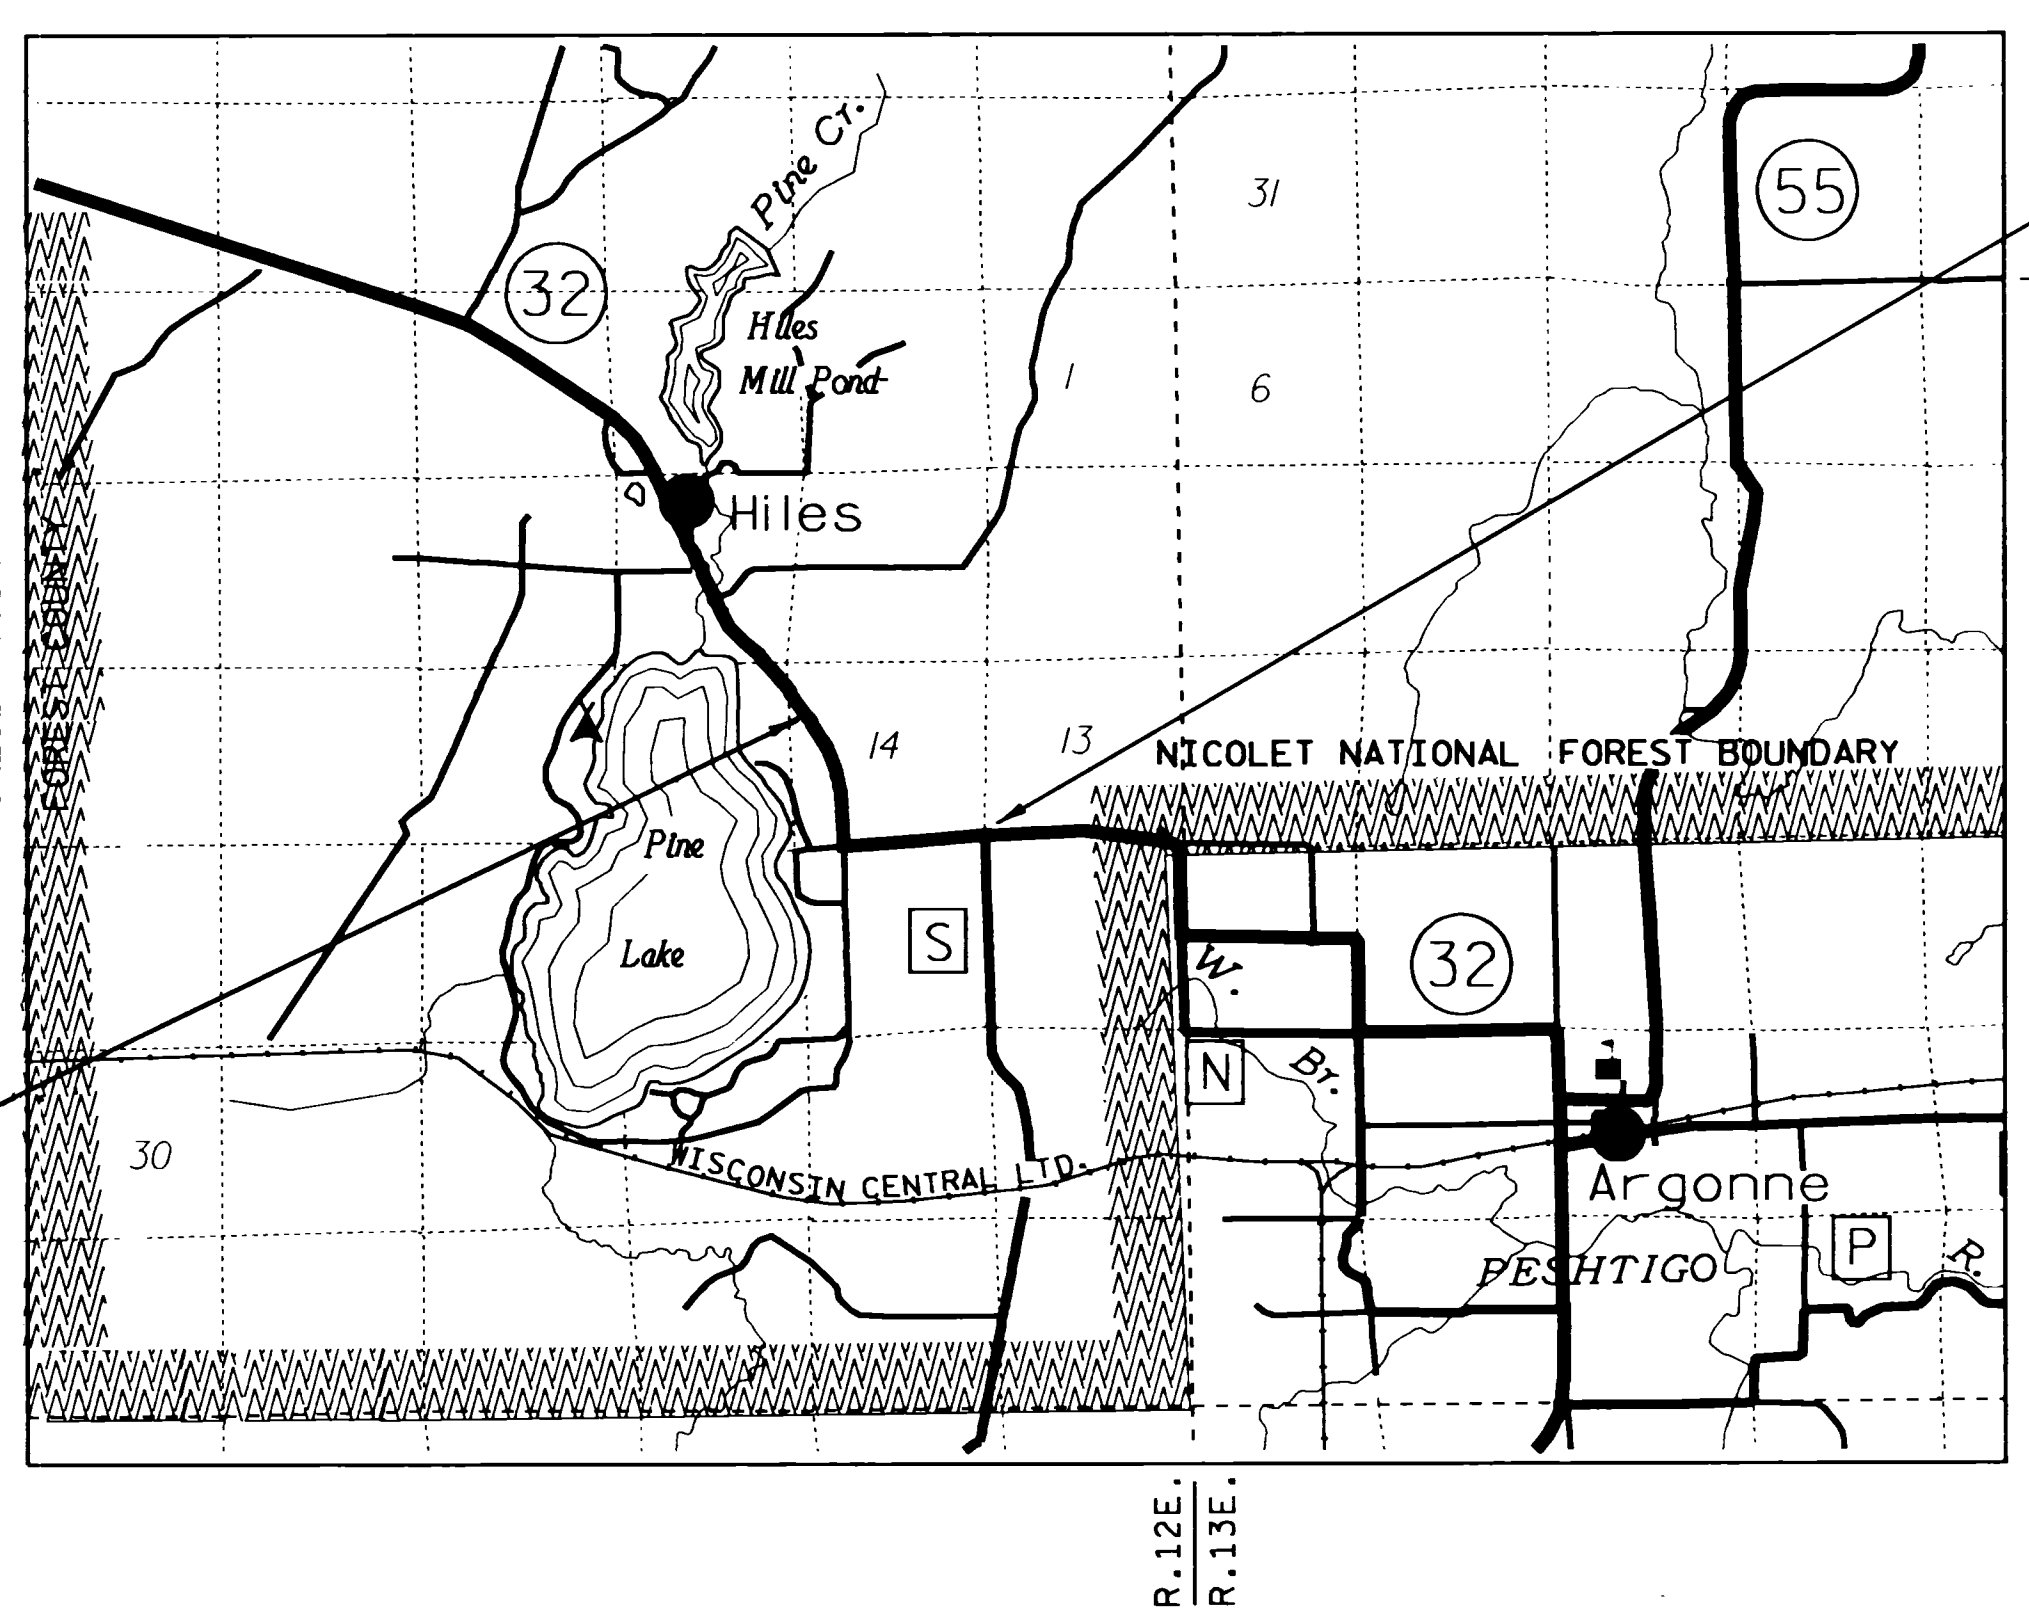 Pine Cr.
31
55
32
Hiles
Mill Pond
1
6
Hiles
FOREST COUNTY
14
13
NICOLET NATIONAL FOREST BOUNDARY
Pine
Lake
S
W.
32
N
Br.
30
WISCONSIN CENTRAL LTD.
Argonne
P
PESHTIGO R.
R.12E.
R.13E.